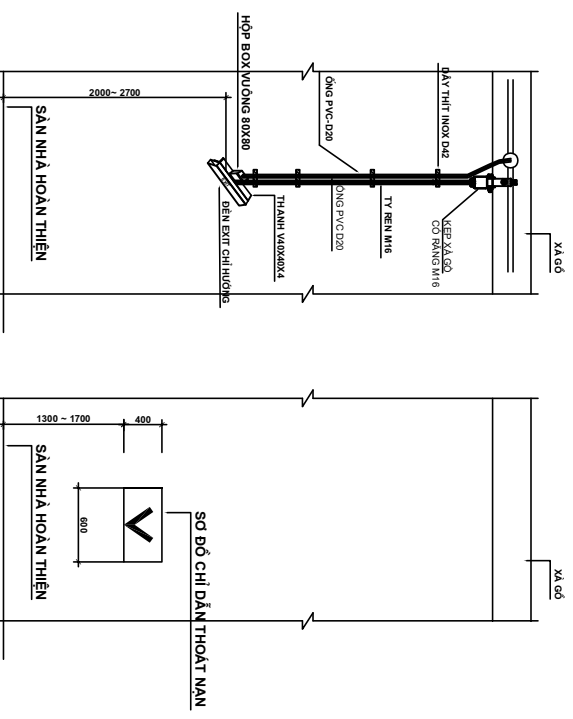 XÀ GỒ
KẸP XÀ GỒ
CÓ RĂNG M16
DÂY THÍT INOX D42
TY REN M16
ỐNG PVC-D20
ỐNG PVC D20
HỘP BOX VUÔNG 80X80
THANH V40X40X4
ĐÈN EXIT CHỈ HƯỚNG
2000~ 2700
SÀN NHÀ HOÀN THIỆN
XÀ GỒ
SƠ ĐỒ CHỈ DẪN THOÁT NẠN
400
600
1300 ~ 1700
SÀN NHÀ HOÀN THIỆN